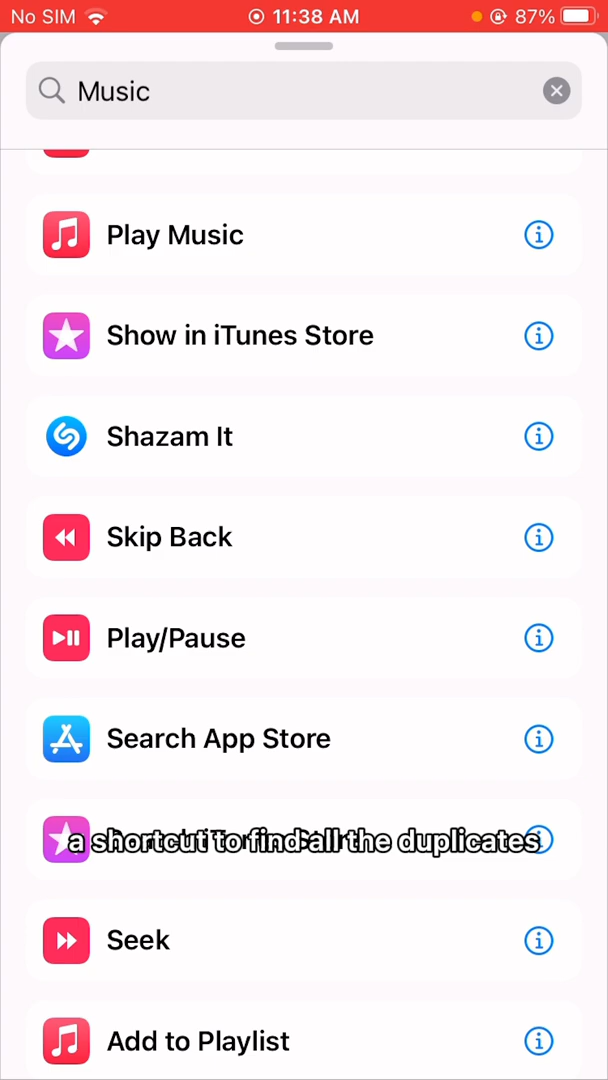 No SIM 11:38 AM 87%
Music
Play Music
Show in iTunes Store
Shazam It
Skip Back
Play/Pause
Search App Store
a shortcut to find all the duplicates
Seek
Add to Playlist